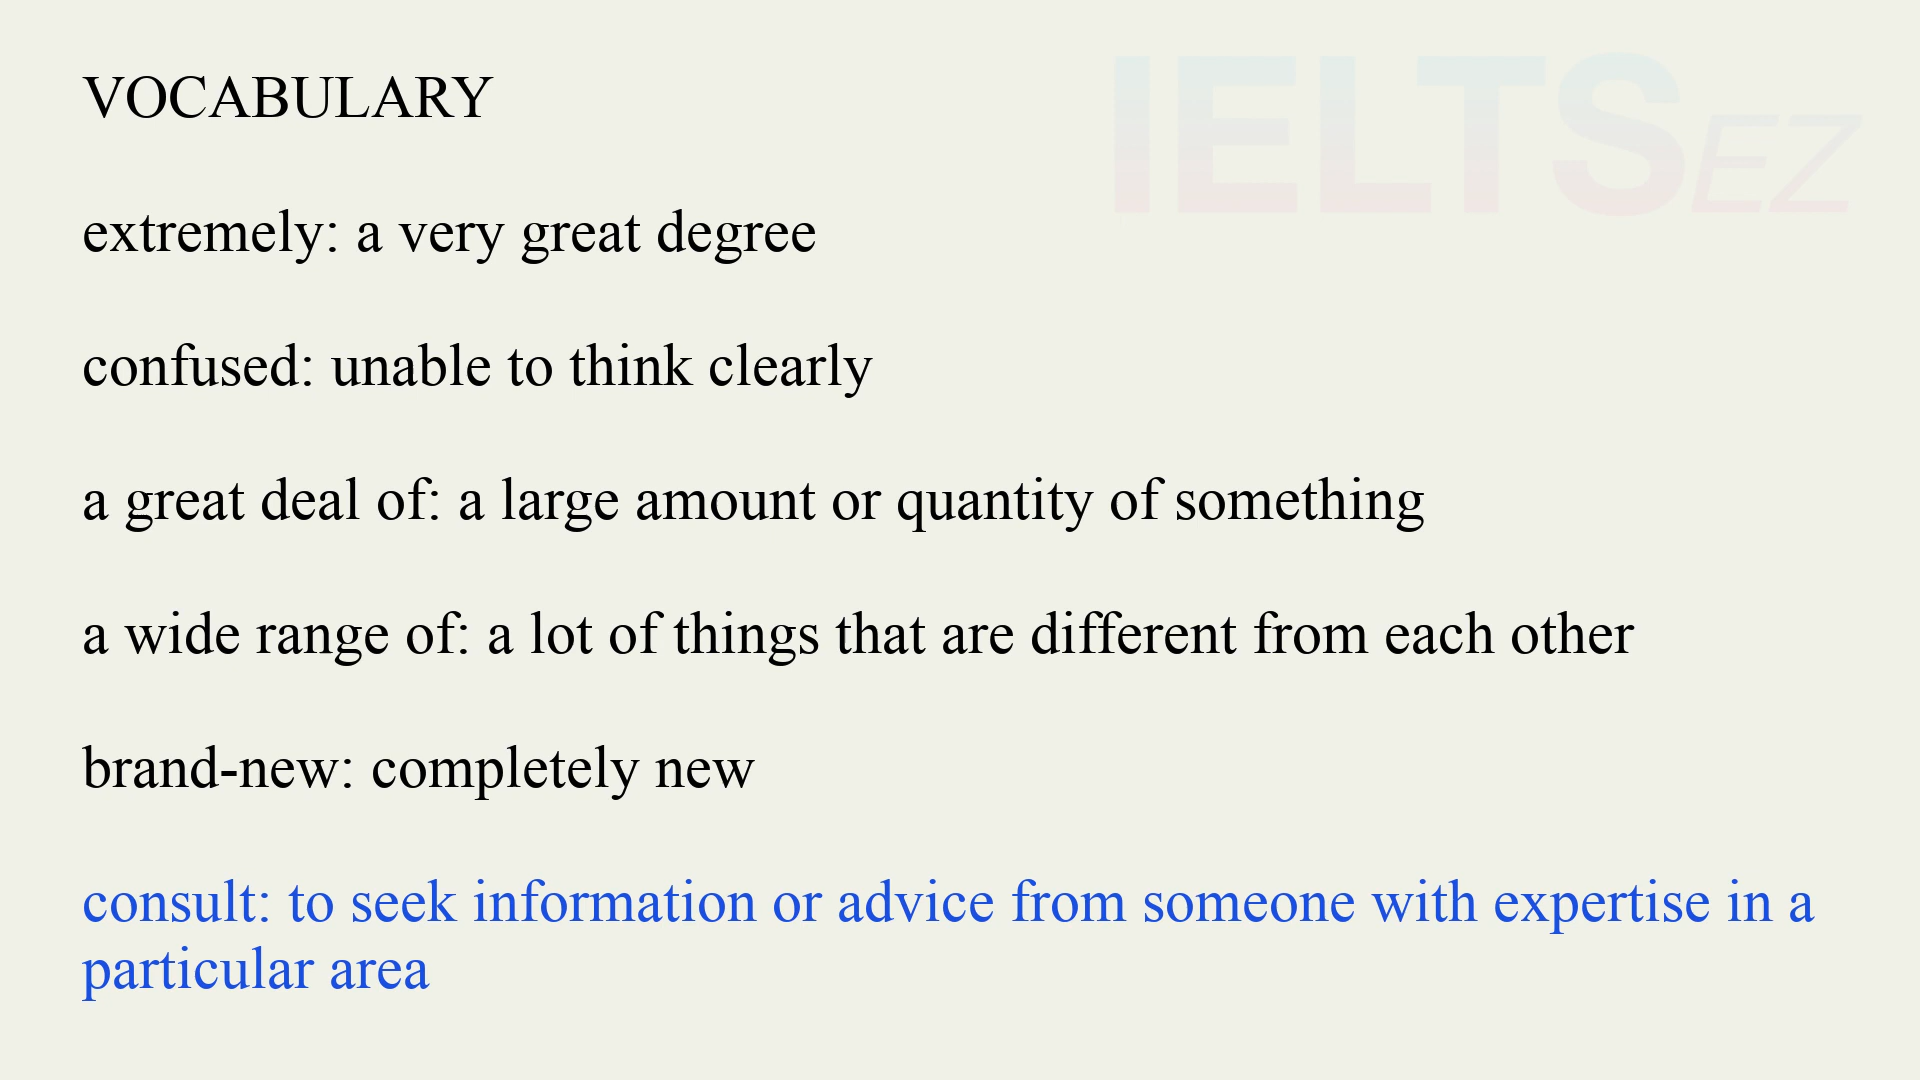 IELTS EZ
VOCABULARY
extremely: a very great degree
confused: unable to think clearly
a great deal of: a large amount or quantity of something
a wide range of: a lot of things that are different from each other
brand-new: completely new
consult: to seek information or advice from someone with expertise in a
particular area